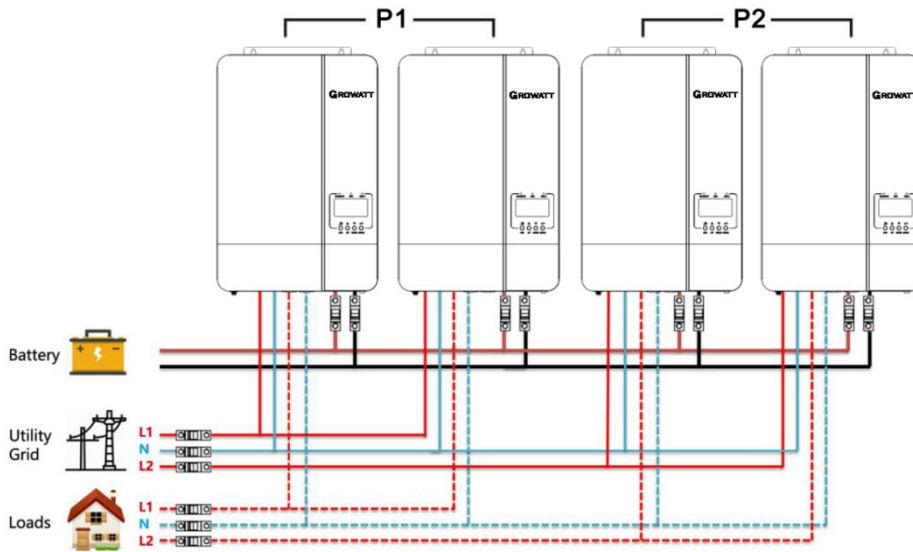 P1
P2
GROWATT
GROWATT
GROWATT
GROWATT
Battery
+
-
Utility
Grid
L1
N
L2
Loads
L1
N
L2